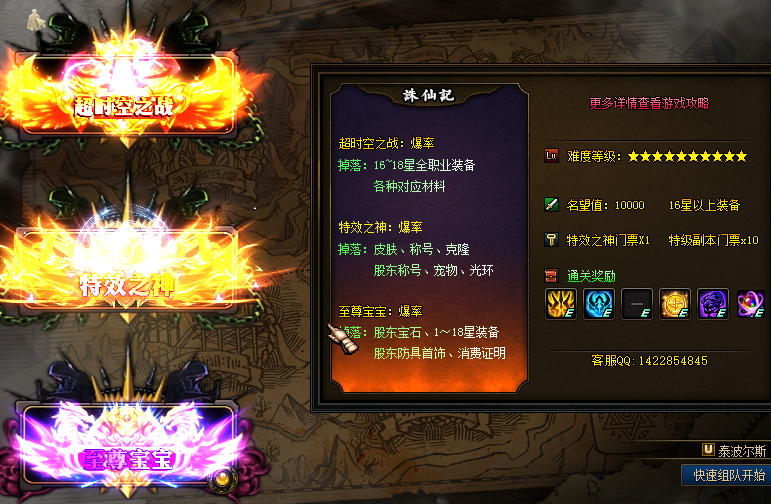 超时空之战
特效之神
至尊宝宝
誅仙記
超时空之战：爆率
掉落：16~18星全职业装备
各种对应材料
特效之神：爆率
掉落：皮肤、称号、克隆
股东称号、宠物、光环
至尊宝宝：爆率
掉落：股东宝石、1～18星装备
股东防具首饰、消费证明
更多详情查看游戏攻略
Lv 难度等级：★★★★★★★★★★
名望值：10000 16星以上装备
特效之神门票X1 特级副本门票x10
通关奖励
E E E E E E
客服QQ:1422854845
U 泰波尔斯
快速组队开始